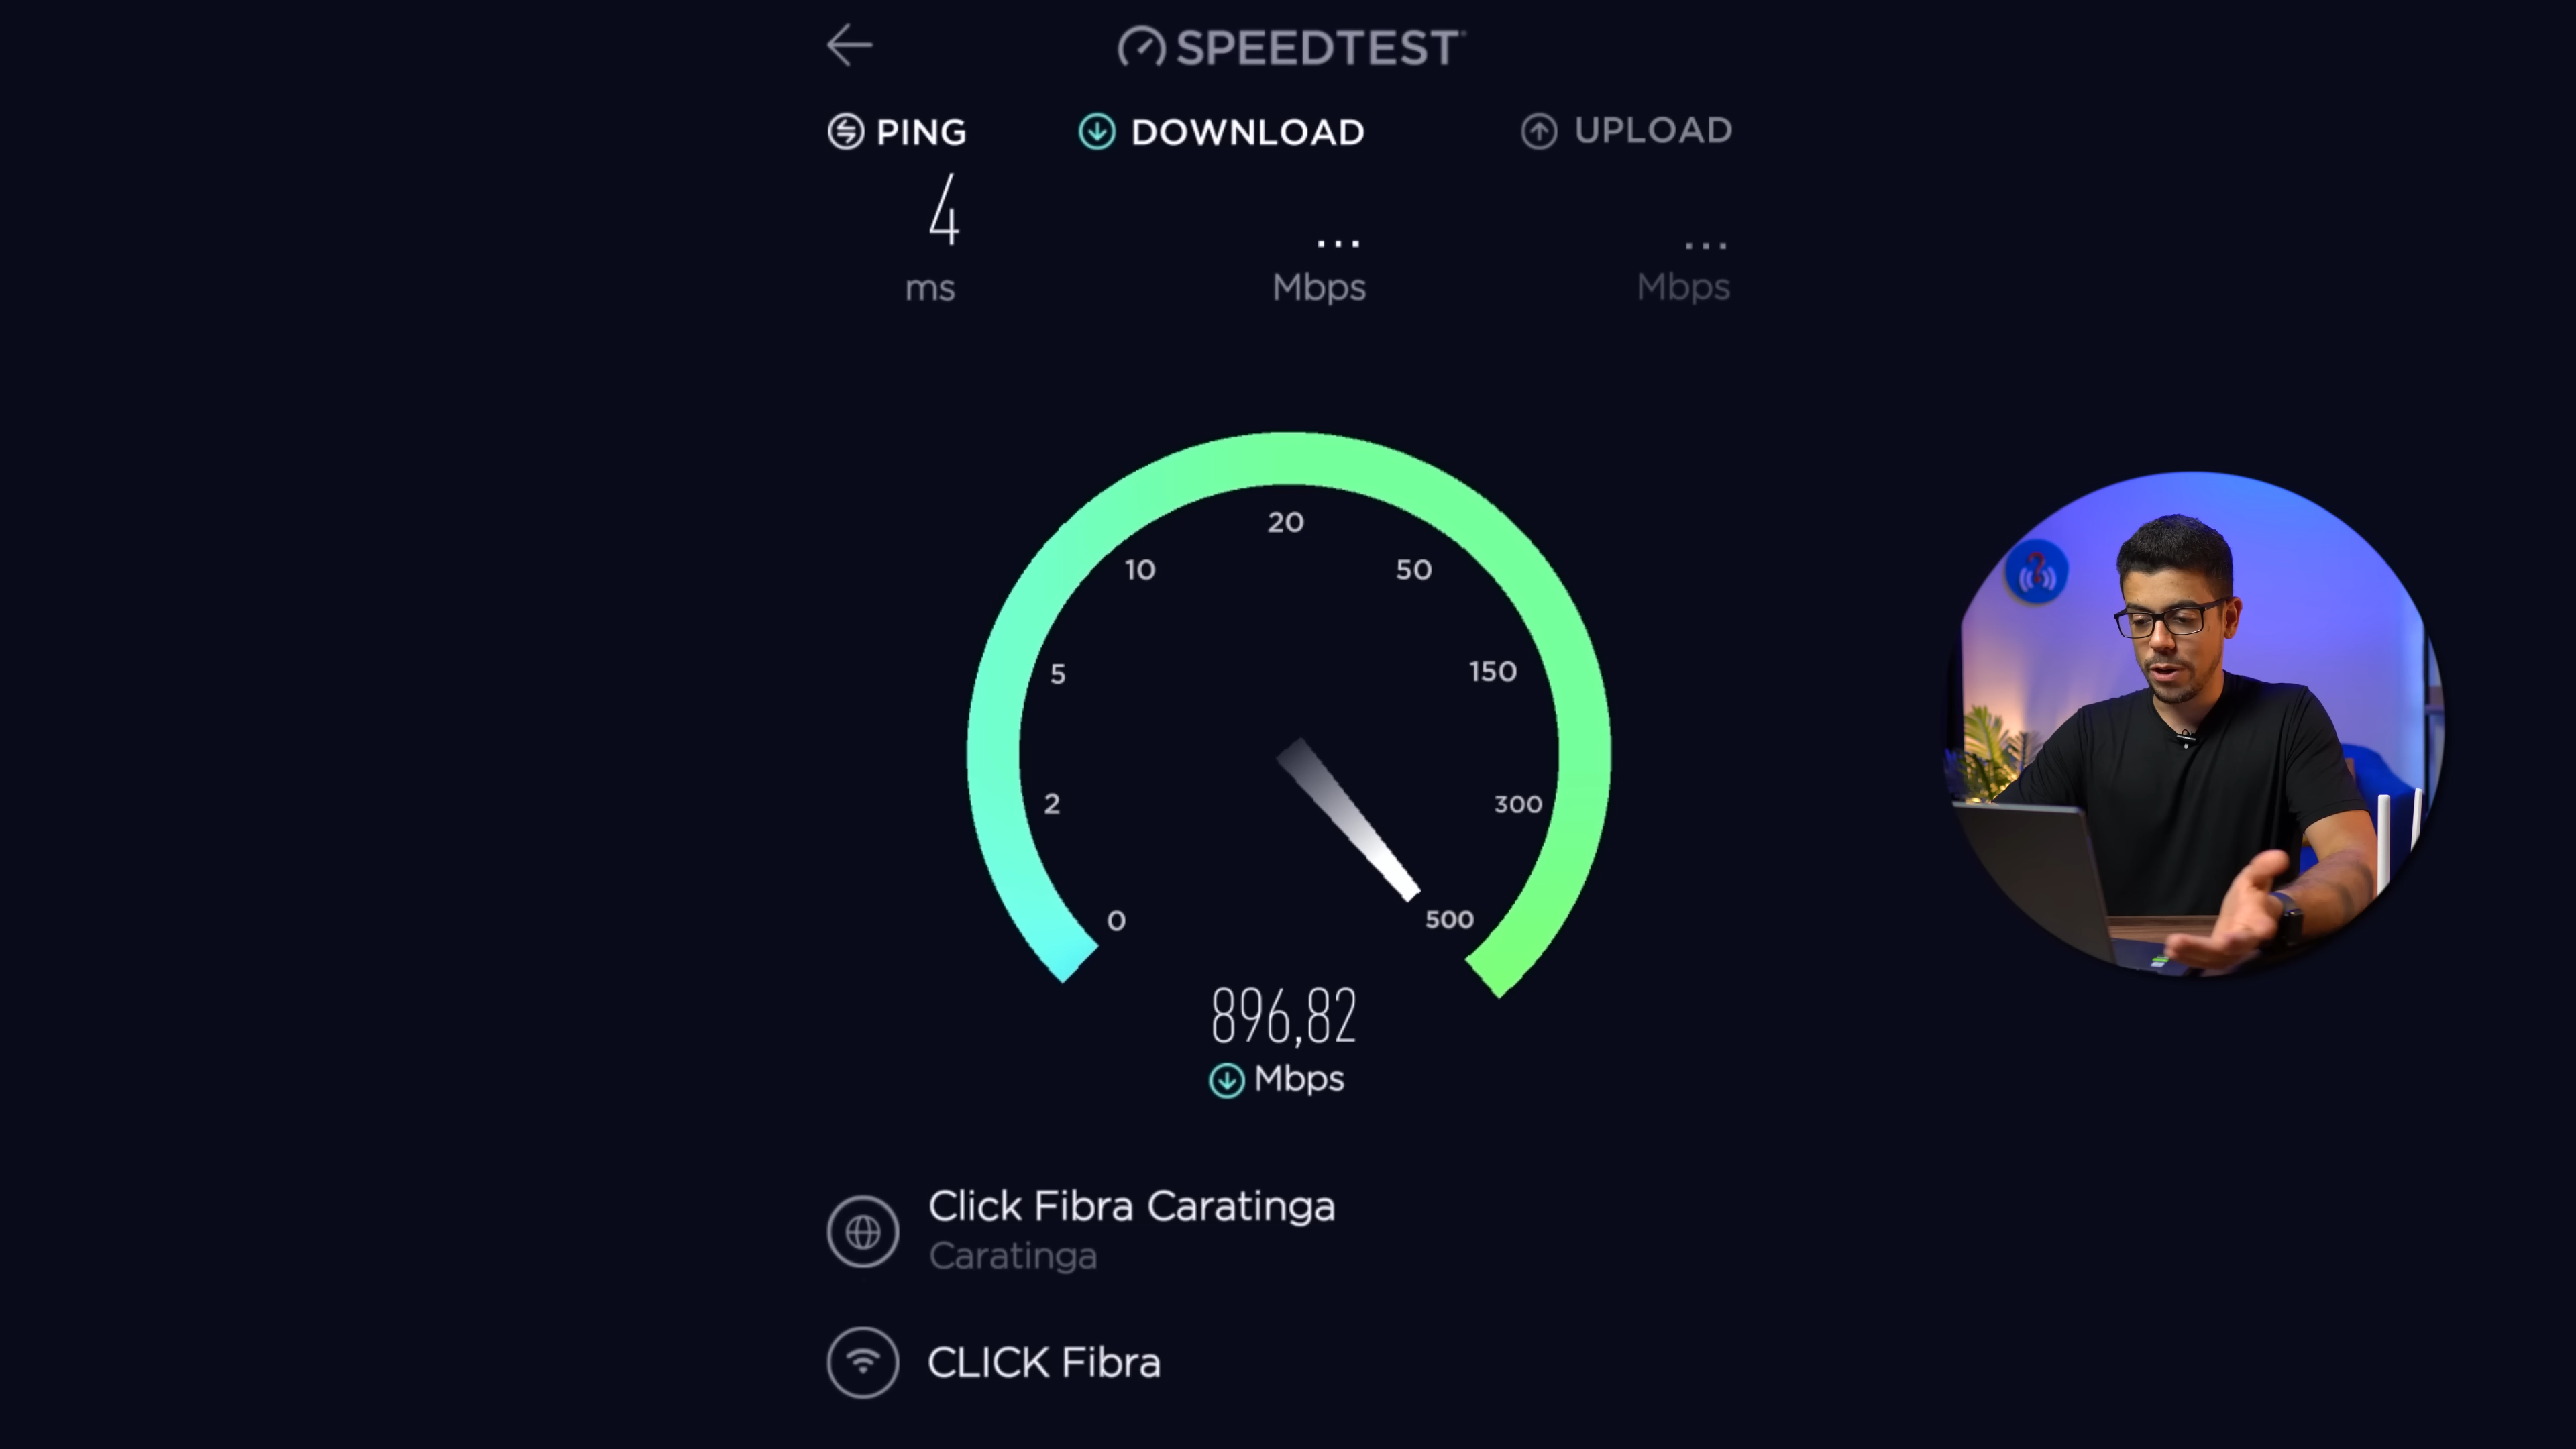 SPEEDTEST
PING
DOWNLOAD
UPLOAD
4
...
...
ms
Mbps
Mbps
20
10
50
5
150
2
300
0
500
896,82
Mbps
Click Fibra Caratinga
Caratinga
CLICK Fibra